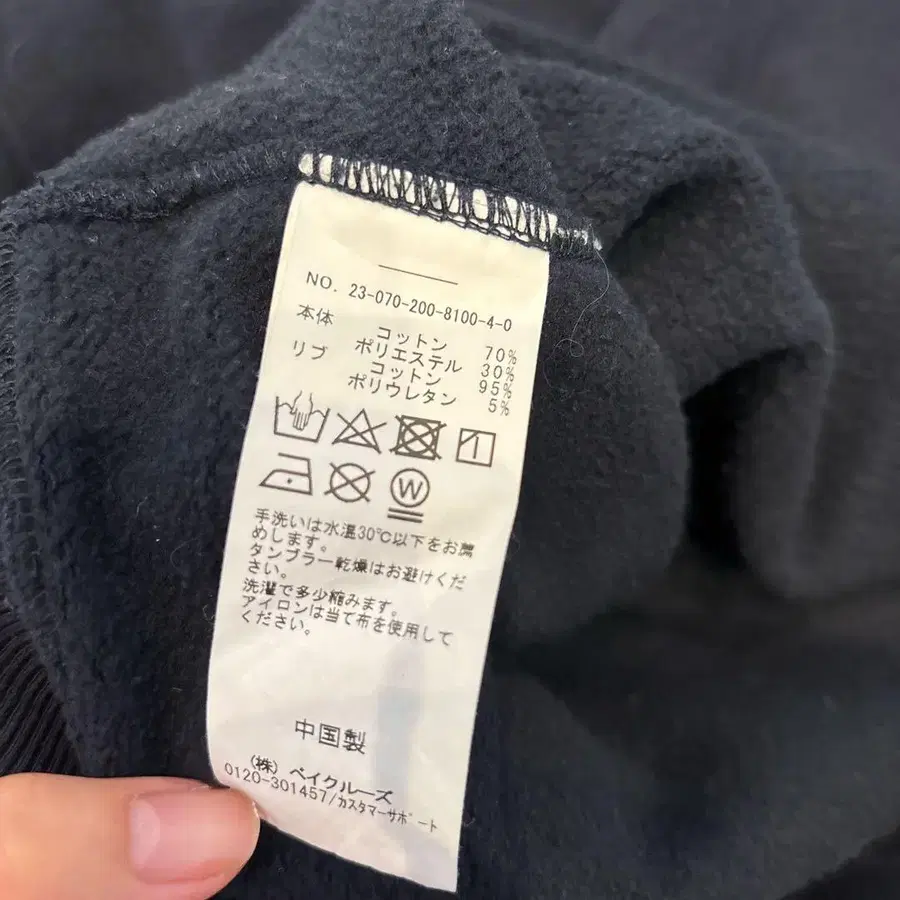 NO. 23-070-200-8100-4-0
本体 コットン 70%
ポリエステル 30%
リブ コットン 95%
ポリウレタン 5%
W
手洗いは水温30℃以下をお薦
めします。
タンブラー乾燥はお避けくだ
さい。
洗濯で多少縮みます。
アイロンは当て布を使用して
ください。
中国製
(株) ベイクルーズ
0120-301457/カスタマーサポート